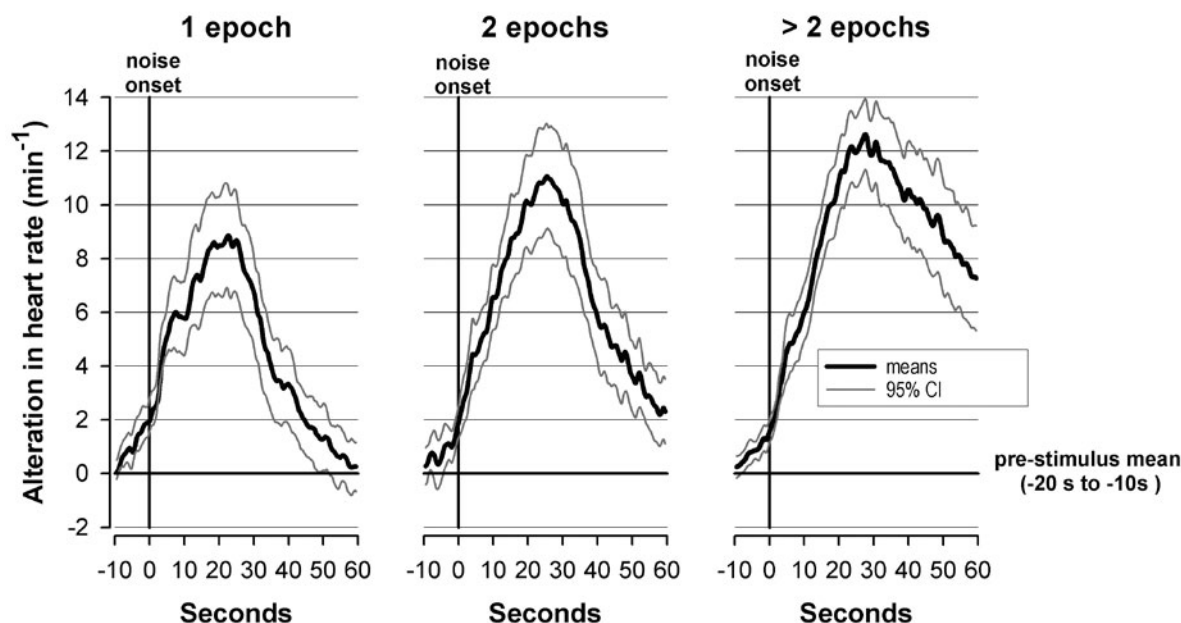 1 epoch
2 epochs
> 2 epochs
noise
onset
noise
onset
noise
onset
Alteration in heart rate (min⁻¹)
14
12
10
8
6
4
2
0
-2
means
95% CI
pre-stimulus mean
(-20 s to -10s )
-10 0 10 20 30 40 50 60
-10 0 10 20 30 40 50 60
-10 0 10 20 30 40 50 60
Seconds
Seconds
Seconds